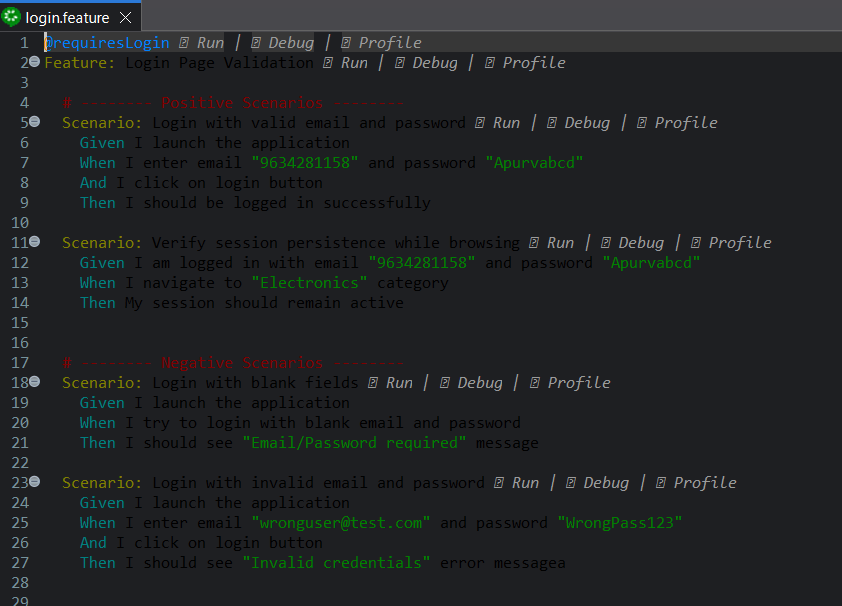 login.feature
1 @requiresLogin Run | Debug | Profile
2 Feature: Login Page Validation Run | Debug | Profile
3
4 # -------- Positive Scenarios --------
5 Scenario: Login with valid email and password Run | Debug | Profile
6 Given I launch the application
7 When I enter email "9634281158" and password "Apurvabcd"
8 And I click on login button
9 Then I should be logged in successfully
10
11 Scenario: Verify session persistence while browsing Run | Debug | Profile
12 Given I am logged in with email "9634281158" and password "Apurvabcd"
13 When I navigate to "Electronics" category
14 Then My session should remain active
15
16
17 # -------- Negative Scenarios --------
18 Scenario: Login with blank fields Run | Debug | Profile
19 Given I launch the application
20 When I try to login with blank email and password
21 Then I should see "Email/Password required" message
22
23 Scenario: Login with invalid email and password Run | Debug | Profile
24 Given I launch the application
25 When I enter email "wronguser@test.com" and password "WrongPass123"
26 And I click on login button
27 Then I should see "Invalid credentials" error messagea
28
29